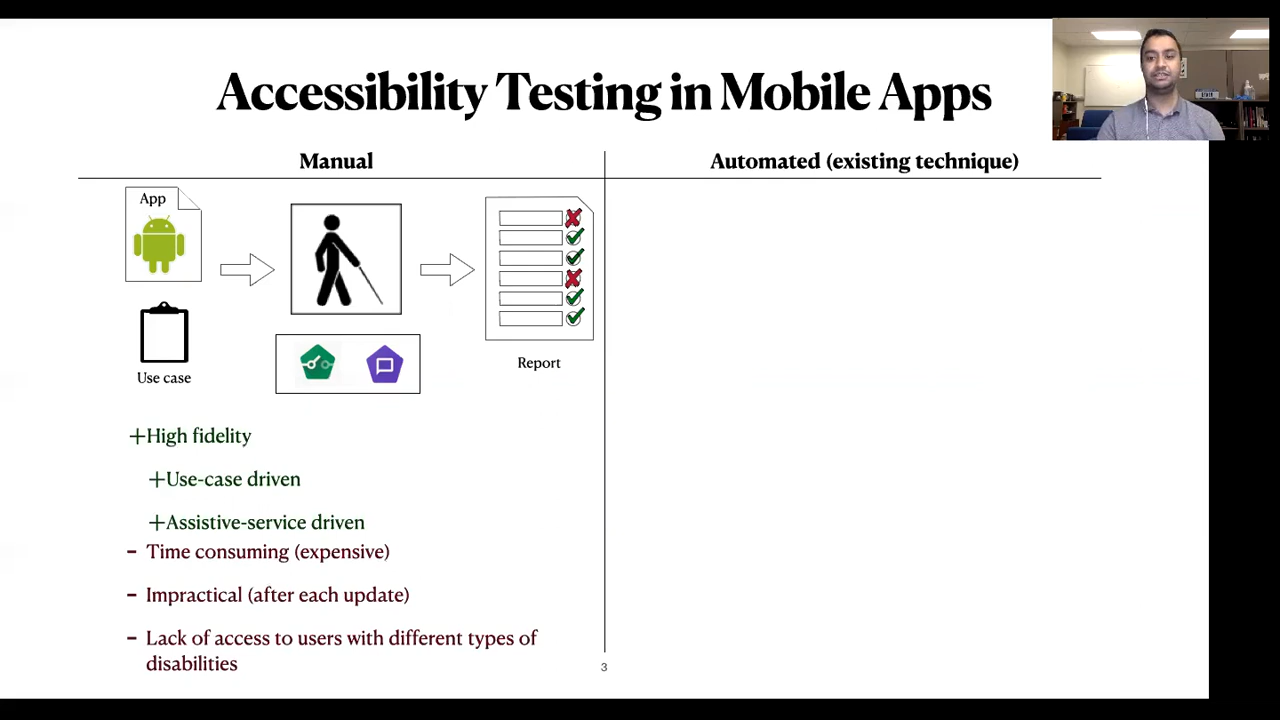 Accessibility Testing in Mobile Apps
Manual
Automated (existing technique)
App
Use case
Report
+High fidelity
+Use-case driven
+Assistive-service driven
- Time consuming (expensive)
- Impractical (after each update)
- Lack of access to users with different types of
disabilities
3